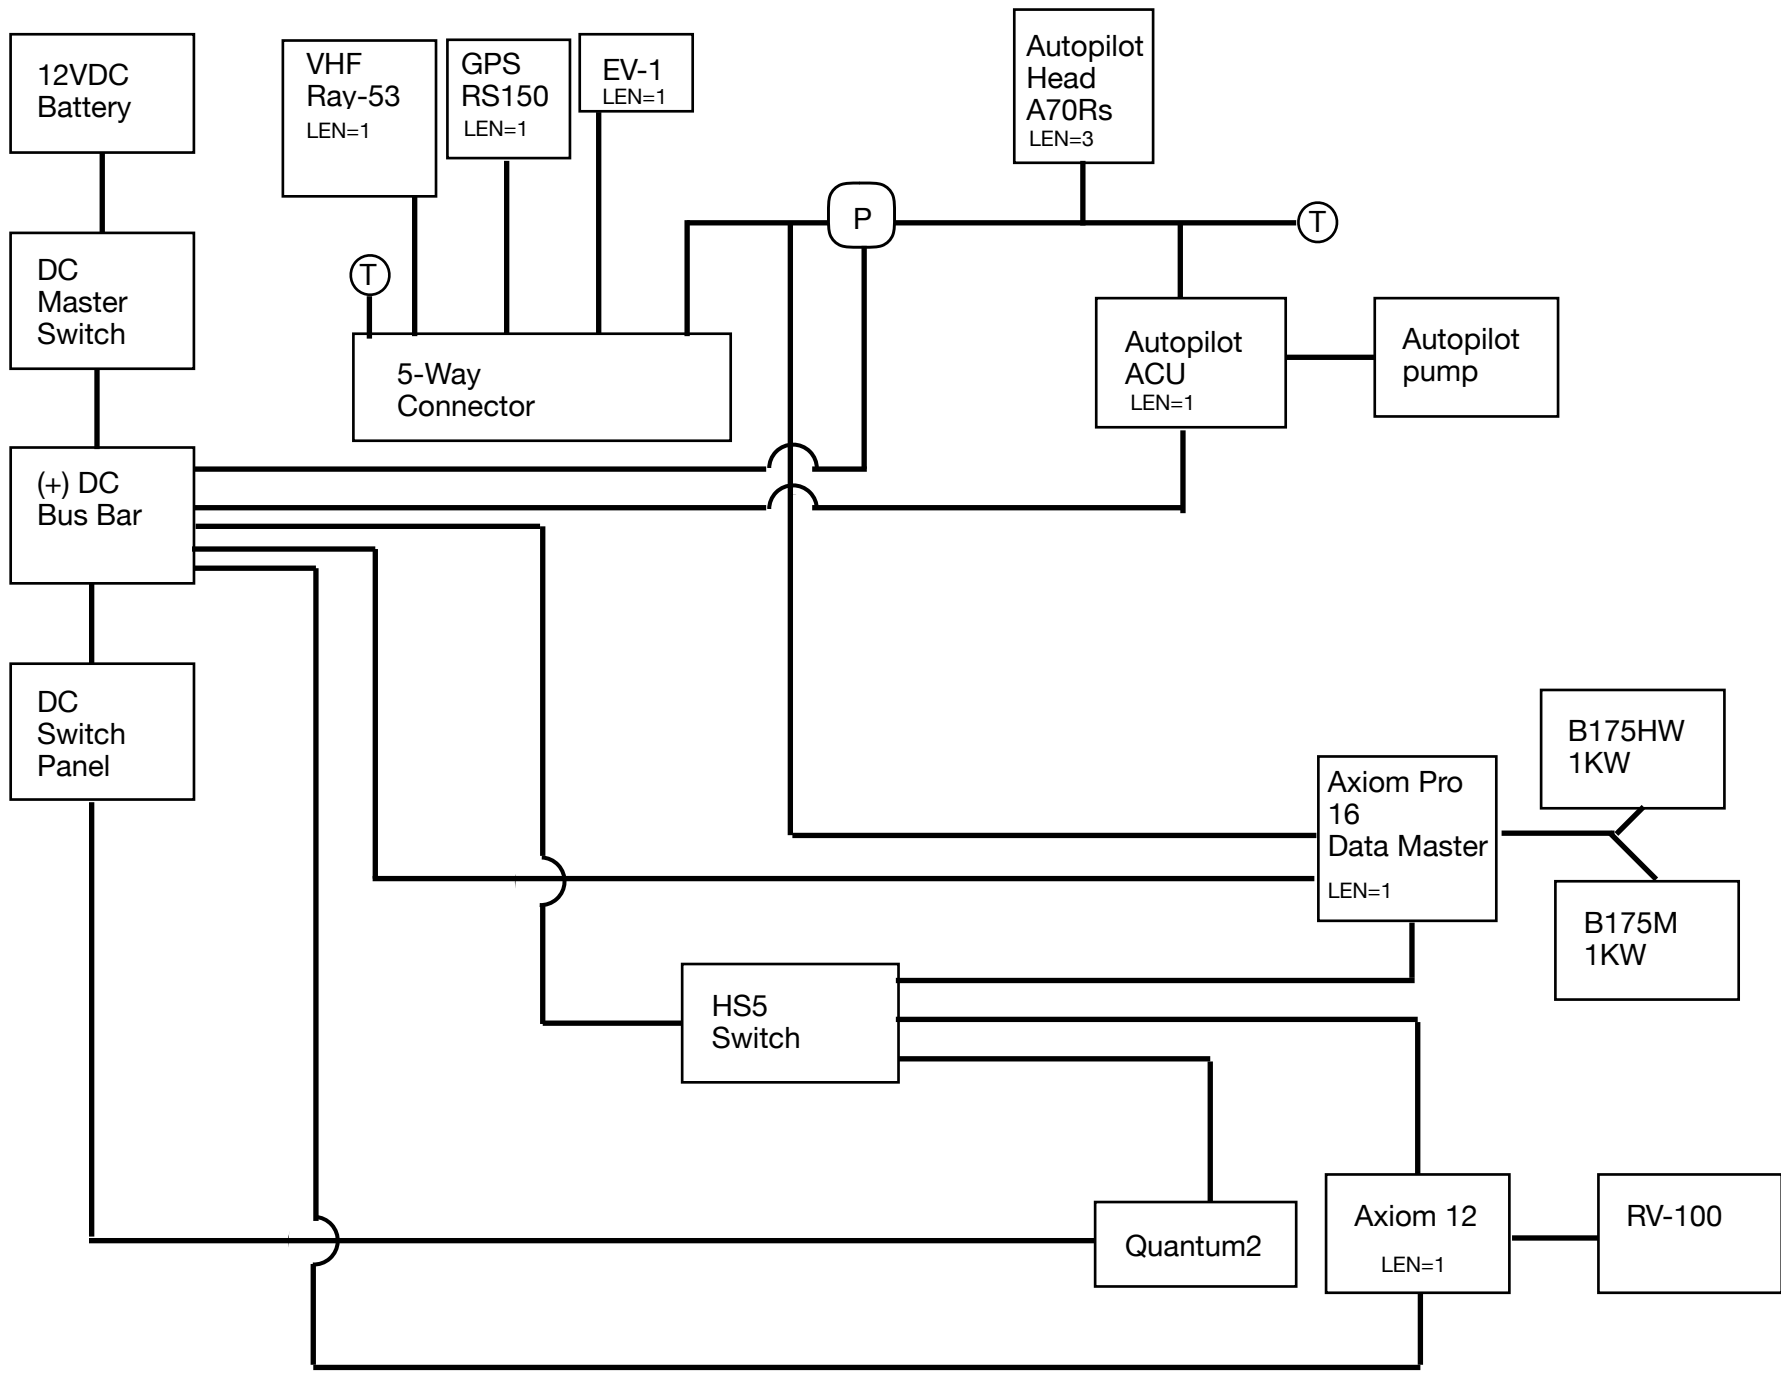 12VDC
Battery
VHF
Ray-53
LEN=1
GPS
RS150
LEN=1
EV-1
LEN=1
Autopilot
Head
A70Rs
LEN=3
P
T
DC
Master
Switch
T
5-Way
Connector
Autopilot
ACU
LEN=1
Autopilot
pump
(+) DC
Bus Bar
DC
Switch
Panel
B175HW
1KW
Axiom Pro
16
Data Master
LEN=1
B175M
1KW
HS5
Switch
Quantum2
Axiom 12
LEN=1
RV-100